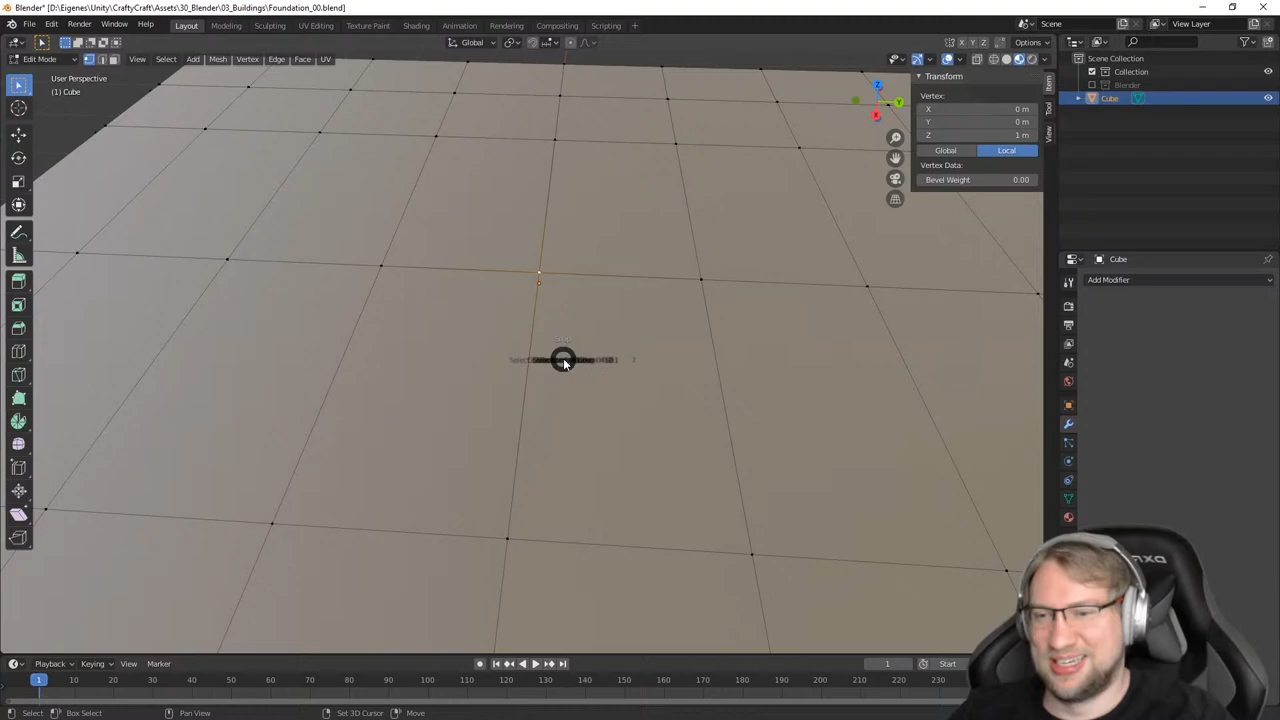 Blender* [D:\Eigenes\Unity\CraftyCraft\Assets\30_Blender\03_Buildings\Foundation_00.blend]
File Edit Render Window Help Layout Modeling Sculpting UV Editing Texture Paint Shading Animation Rendering Compositing Scripting Scene View Layer
Global X Y Z Options
Edit Mode View Select Add Mesh Vertex Edge Face UV
User Perspective
(1) Cube
Z
Y
X
Transform
Vertex:
X 0 m
Y 0 m
Z 1 m
Global Local
Vertex Data:
Bevel Weight 0.00
Item
Tool
View
Scene Collection
Collection
Blender
Cube
Cube
Add Modifier
Snap
Playback Keying View Marker 1 Start
1 10 20 30 40 50 60 70 80 90 100 110 120 130 140 150 160 170 180 190 200 210 220 230
Select Box Select Pan View Set 3D Cursor Move